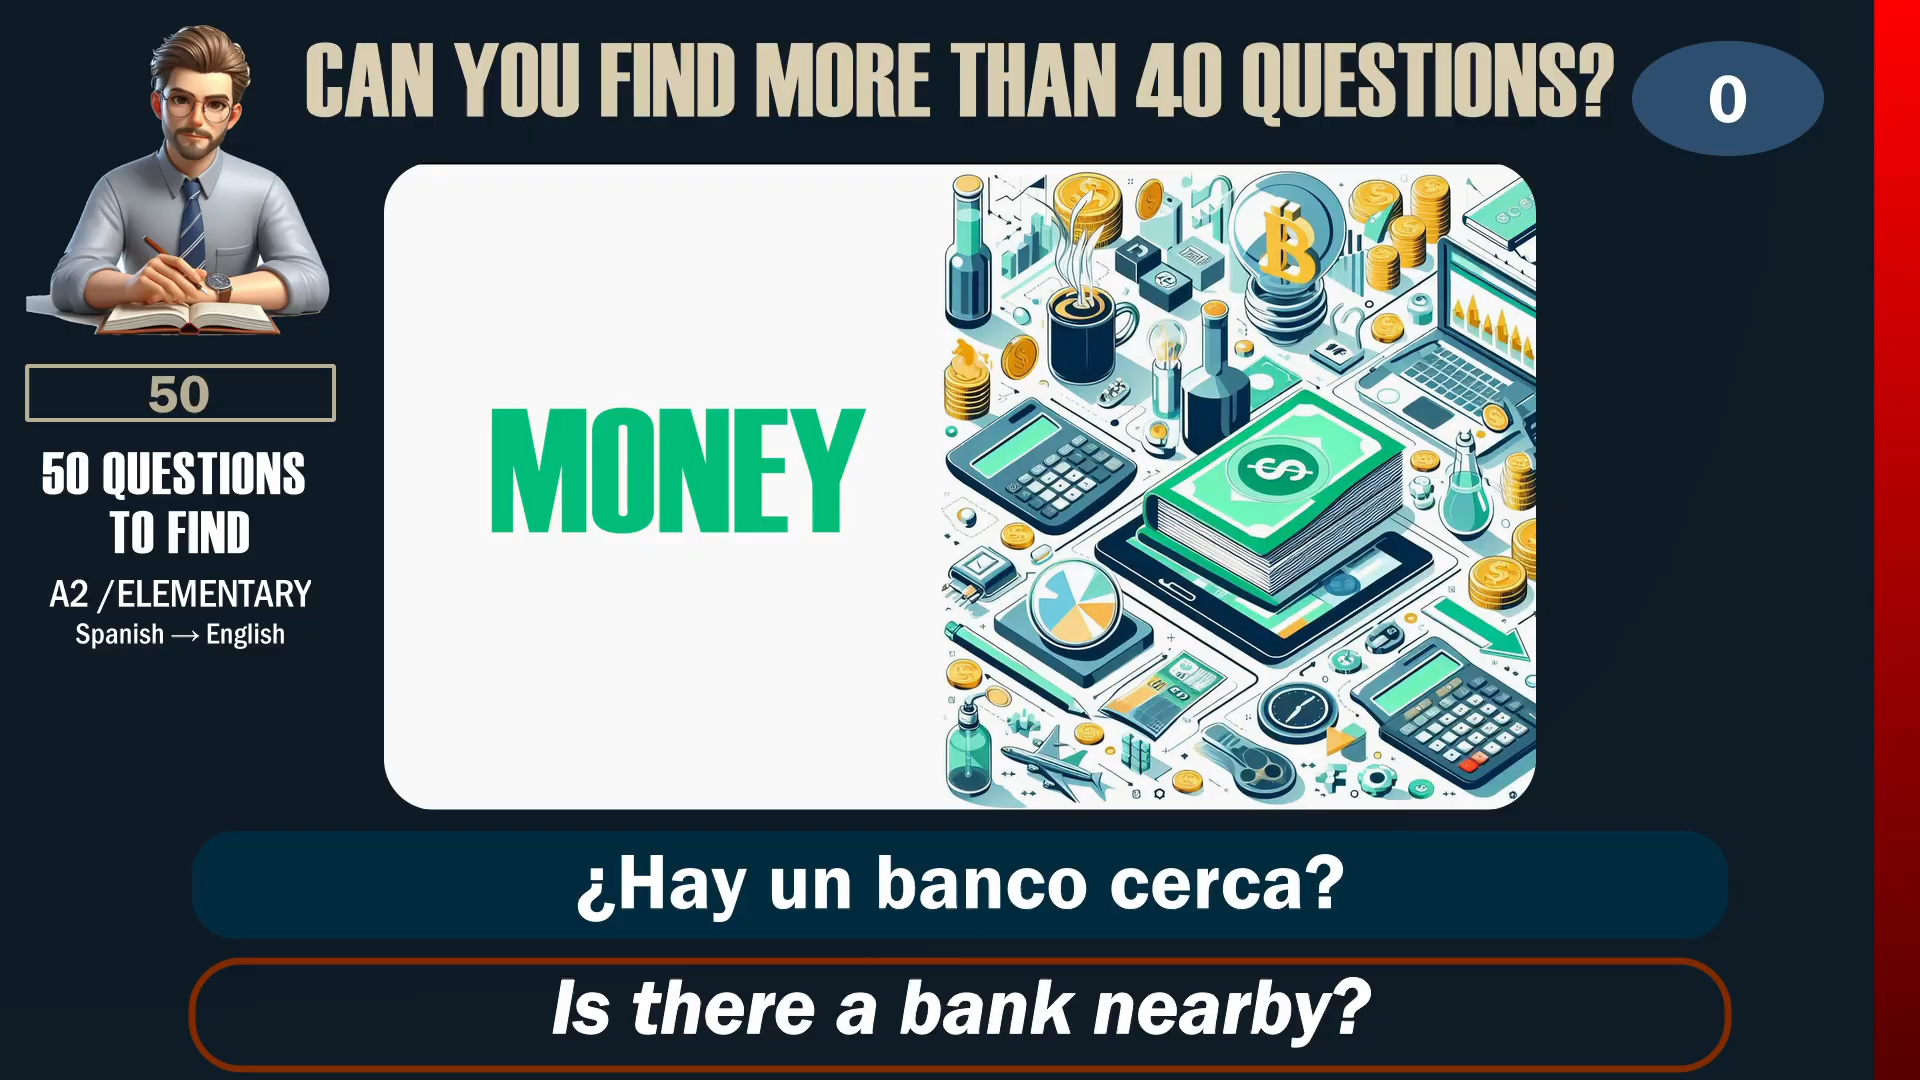 CAN YOU FIND MORE THAN 40 QUESTIONS?
0
50
50 QUESTIONS
TO FIND
A2 /ELEMENTARY
Spanish → English
MONEY
¿Hay un banco cerca?
Is there a bank nearby?